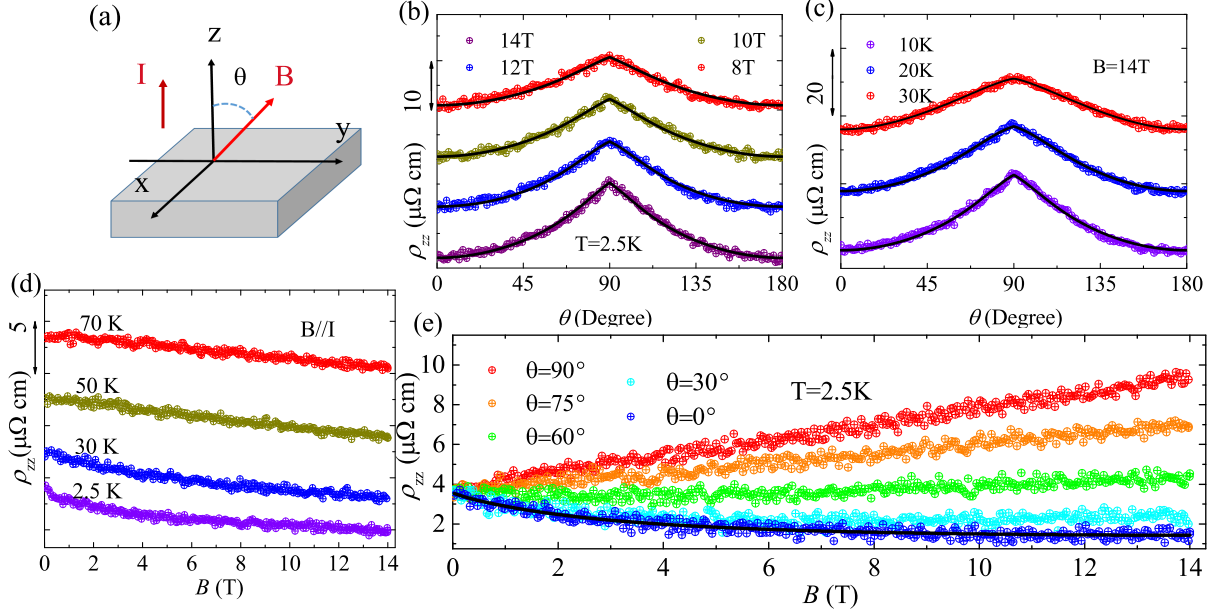 (a)
z
I
θ
B
y
x
(b)
14T
10T
12T
8T
10
ρzz (μΩ cm)
T=2.5K
0 45 90 135 180
θ (Degree)
(c)
10K
20K
30K
B=14T
20
ρzz (μΩ cm)
0 45 90 135 180
θ (Degree)
(d)
5
70 K
B//I
50 K
30 K
2.5 K
ρzz (μΩ cm)
0 2 4 6 8 10 12 14
B (T)
(e)
10
8
6
4
2
θ=90°
θ=30°
T=2.5K
θ=75°
θ=0°
θ=60°
ρzz (μΩ cm)
0 2 4 6 8 10 12 14
B (T)